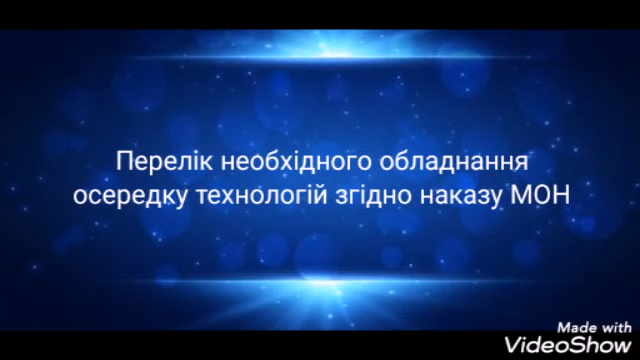 Перелік необхідного обладнання
осередку технологій згідно наказу МОН
Made with
VideoShow